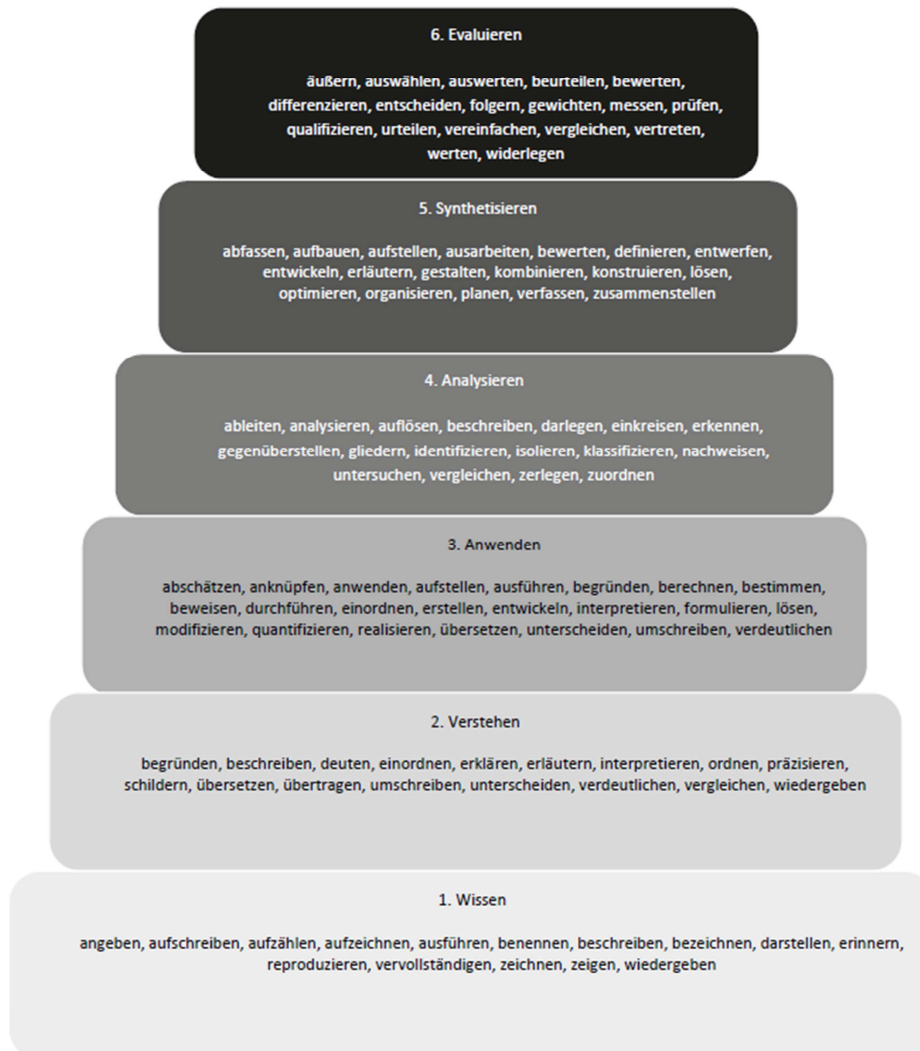 6. Evaluieren
äußern, auswählen, auswerten, beurteilen, bewerten,
differenzieren, entscheiden, folgern, gewichten, messen, prüfen,
qualifizieren, urteilen, vereinfachen, vergleichen, vertreten,
werten, widerlegen
5. Synthetisieren
abfassen, aufbauen, aufstellen, ausarbeiten, bewerten, definieren, entwerfen,
entwickeln, erläutern, gestalten, kombinieren, konstruieren, lösen,
optimieren, organisieren, planen, verfassen, zusammenstellen
4. Analysieren
ableiten, analysieren, auflösen, beschreiben, darlegen, einkreisen, erkennen,
gegenüberstellen, gliedern, identifizieren, isolieren, klassifizieren, nachweisen,
untersuchen, vergleichen, zerlegen, zuordnen
3. Anwenden
abschätzen, anknüpfen, anwenden, aufstellen, ausführen, begründen, berechnen, bestimmen,
beweisen, durchführen, einordnen, erstellen, entwickeln, interpretieren, formulieren, lösen,
modifizieren, quantifizieren, realisieren, übersetzen, unterscheiden, umschreiben, verdeutlichen
2. Verstehen
begründen, beschreiben, deuten, einordnen, erklären, erläutern, interpretieren, ordnen, präzisieren,
schildern, übersetzen, übertragen, umschreiben, unterscheiden, verdeutlichen, vergleichen, wiedergeben
1. Wissen
angeben, aufschreiben, aufzählen, aufzeichnen, ausführen, benennen, beschreiben, bezeichnen, darstellen, erinnern,
reproduzieren, vervollständigen, zeichnen, zeigen, wiedergeben